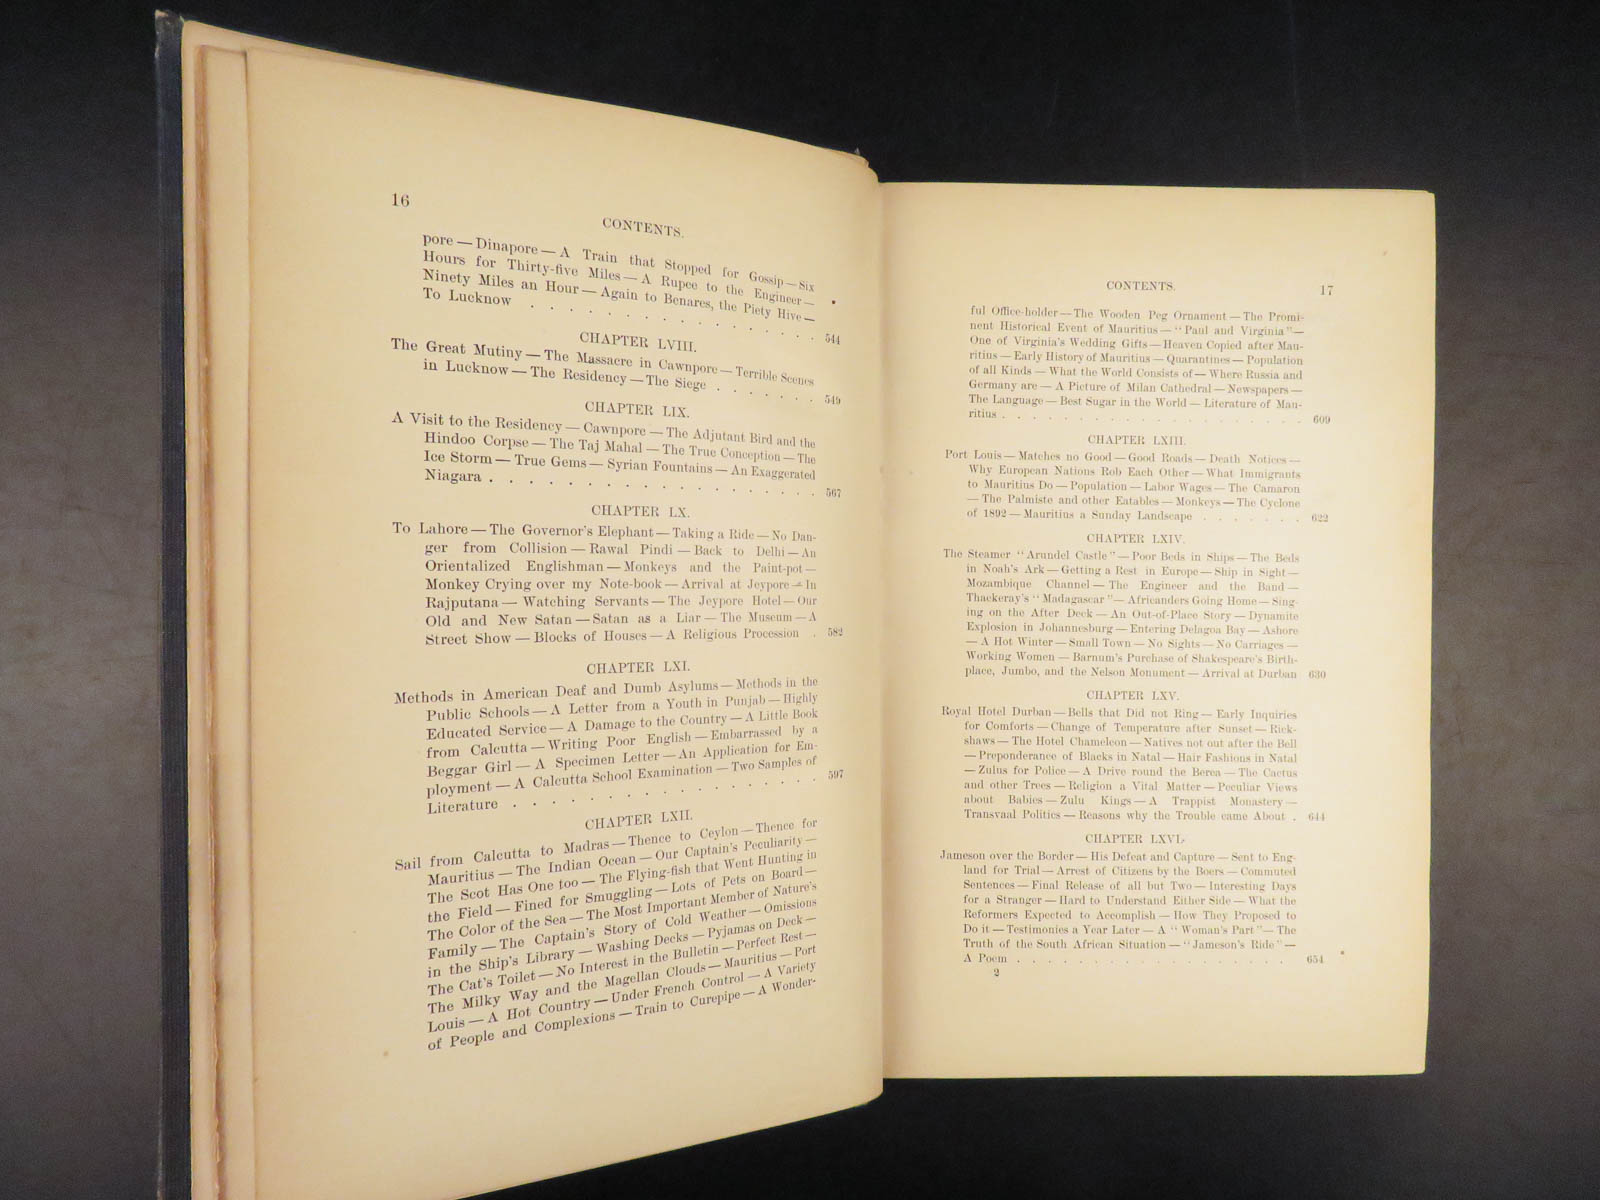 16
CONTENTS.
pore — Dinapore — A Train that Stopped for Gossip — Six
Hours for Thirty-five Miles — A Rupee to the Engineer —
Ninety Miles an Hour — Again to Benares, the Piety Hive —
To Lucknow . . . . . . . . . . . . . . . 544
CHAPTER LVIII.
The Great Mutiny — The Massacre in Cawnpore — Terrible Scenes
in Lucknow — The Residency — The Siege . . . . . . . 549
CHAPTER LIX.
A Visit to the Residency — Cawnpore — The Adjutant Bird and the
Hindoo Corpse — The Taj Mahal — The True Conception — The
Ice Storm — True Gems — Syrian Fountains — An Exaggerated
Niagara . . . . . . . . . . . . . . . . . . 567
CHAPTER LX.
To Lahore — The Governor's Elephant — Taking a Ride — No Dan-
ger from Collision — Rawal Pindi — Back to Delhi — An
Orientalized Englishman — Monkeys and the Paint-pot —
Monkey Crying over my Note-book — Arrival at Jeypore — In
Rajputana — Watching Servants — The Jeypore Hotel — Our
Old and New Satan — Satan as a Liar — The Museum — A
Street Show — Blocks of Houses — A Religious Procession . 582
CHAPTER LXI.
Methods in American Deaf and Dumb Asylums — Methods in the
Public Schools — A Letter from a Youth in Punjab — Highly
Educated Service — A Damage to the Country — A Little Book
from Calcutta — Writing Poor English — Embarrassed by a
Beggar Girl — A Specimen Letter — An Application for Em-
ployment — A Calcutta School Examination — Two Samples of
Literature . . . . . . . . . . . . . . . . . 597
CHAPTER LXII.
Sail from Calcutta to Madras — Thence to Ceylon — Thence for
Mauritius — The Indian Ocean — Our Captain's Peculiarity —
The Scot Has One too — The Flying-fish that Went Hunting in
the Field — Fined for Smuggling — Lots of Pets on Board —
The Color of the Sea — The Most Important Member of Nature's
Family — The Captain's Story of Cold Weather — Omissions
in the Ship's Library — Washing Decks — Pyjamas on Deck —
The Cat's Toilet — No Interest in the Bulletin — Perfect Rest —
The Milky Way and the Magellan Clouds — Mauritius — Port
Louis — A Hot Country — Under French Control — A Variety
of People and Complexions — Train to Curepipe — A Wonder-
CONTENTS. 17
ful Office-holder — The Wooden Peg Ornament — The Promi-
nent Historical Event of Mauritius — "Paul and Virginia" —
One of Virginia's Wedding Gifts — Heaven Copied after Mau-
ritius — Early History of Mauritius — Quarantines — Population
of all Kinds — What the World Consists of — Where Russia and
Germany are — A Picture of Milan Cathedral — Newspapers —
The Language — Best Sugar in the World — Literature of Mau-
ritius . . . . . . . . . . . . . . . . . . 609
CHAPTER LXIII.
Port Louis — Matches no Good — Good Roads — Death Notices —
Why European Nations Rob Each Other — What Immigrants
to Mauritius Do — Population — Labor Wages — The Camaron
— The Palmiste and other Eatables — Monkeys — The Cyclone
of 1892 — Mauritius a Sunday Landscape . . . . . . . 622
CHAPTER LXIV.
The Steamer "Arundel Castle" — Poor Beds in Ships — The Beds
in Noah's Ark — Getting a Rest in Europe — Ship in Sight —
Mozambique Channel — The Engineer and the Band —
Thackeray's "Madagascar" — Africanders Going Home — Sing-
ing on the After Deck — An Out-of-Place Story — Dynamite
Explosion in Johannesburg — Entering Delagoa Bay — Ashore
— A Hot Winter — Small Town — No Sights — No Carriages —
Working Women — Barnum's Purchase of Shakespeare's Birth-
place, Jumbo, and the Nelson Monument — Arrival at Durban 630
CHAPTER LXV.
Royal Hotel Durban — Bells that Did not Ring — Early Inquiries
for Comforts — Change of Temperature after Sunset — Rick-
shaws — The Hotel Chameleon — Natives not out after the Bell
— Preponderance of Blacks in Natal — Hair Fashions in Natal
— Zulus for Police — A Drive round the Berea — The Cactus
and other Trees — Religion a Vital Matter — Peculiar Views
about Babies — Zulu Kings — A Trappist Monastery —
Transvaal Politics — Reasons why the Trouble came About . 644
CHAPTER LXVI.
Jameson over the Border — His Defeat and Capture — Sent to Eng-
land for Trial — Arrest of Citizens by the Boers — Commuted
Sentences — Final Release of all but Two — Interesting Days
for a Stranger — Hard to Understand Either Side — What the
Reformers Expected to Accomplish — How They Proposed to
Do it — Testimonies a Year Later — A "Woman's Part" — The
Truth of the South African Situation — "Jameson's Ride" —
A Poem . . . . . . . . . . . . . . . . . 654
2